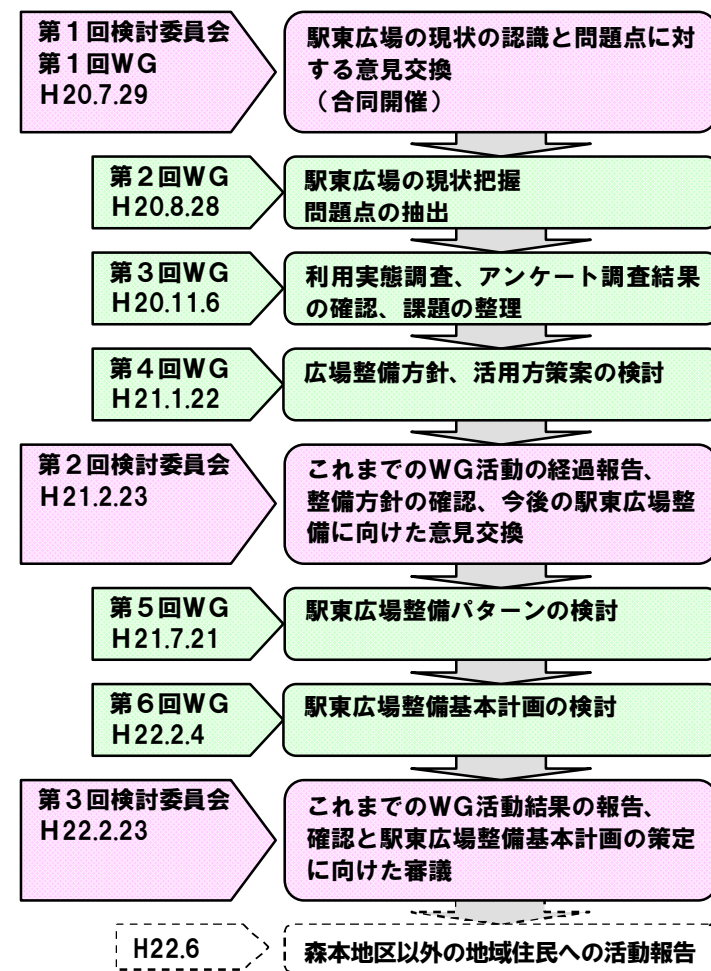 第１回検討委員会
第１回ＷＧ
Ｈ20.7.29
駅東広場の現状の認識と問題点に対
する意見交換
（合同開催）
第２回ＷＧ
Ｈ20.8.28
駅東広場の現状把握
問題点の抽出
第３回ＷＧ
Ｈ20.11.6
利用実態調査、アンケート調査結果
の確認、課題の整理
第４回ＷＧ
Ｈ21.1.22
広場整備方針、活用方策案の検討
第２回検討委員会
Ｈ21.2.23
これまでのＷＧ活動の経過報告、
整備方針の確認、今後の駅東広場整
備に向けた意見交換
第５回ＷＧ
Ｈ21.7.21
駅東広場整備パターンの検討
第６回ＷＧ
Ｈ22.2.4
駅東広場整備基本計画の検討
第３回検討委員会
Ｈ22.2.23
これまでのＷＧ活動結果の報告、
確認と駅東広場整備基本計画の策定
に向けた審議
H22.6
森本地区以外の地域住民への活動報告